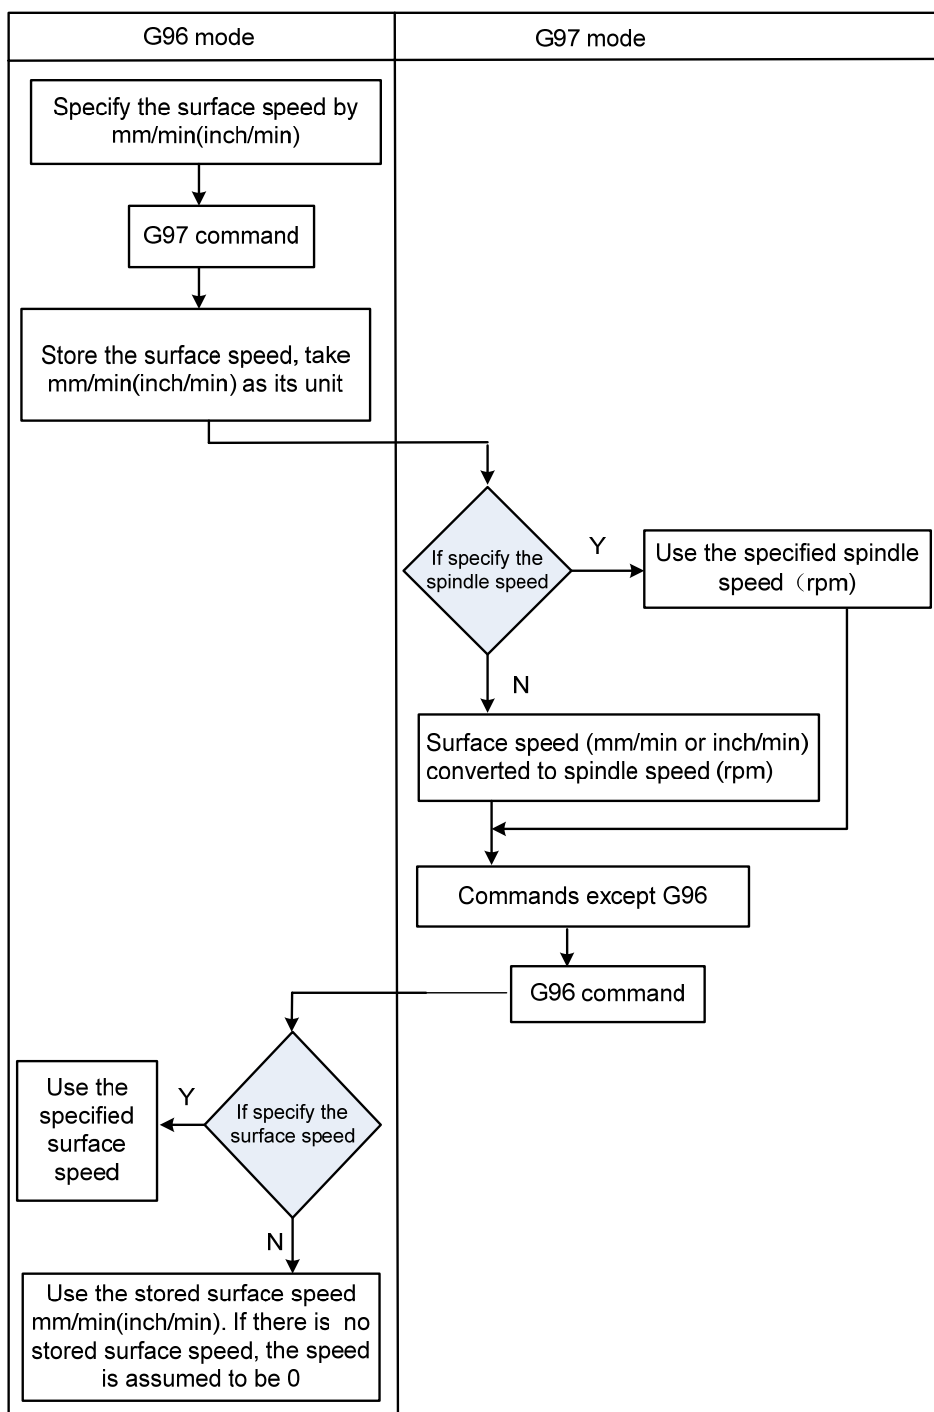 G96 mode
G97 mode
Specify the surface speed by
mm/min(inch/min)
G97 command
Store the surface speed, take
mm/min(inch/min) as its unit
If specify the
spindle speed
Y
Use the specified spindle
speed（rpm)
N
Surface speed (mm/min or inch/min)
converted to spindle speed (rpm)
Commands except G96
G96 command
If specify the
surface speed
Y
Use the
specified
surface
speed
N
Use the stored surface speed
mm/min(inch/min). If there is no
stored surface speed, the speed
is assumed to be 0